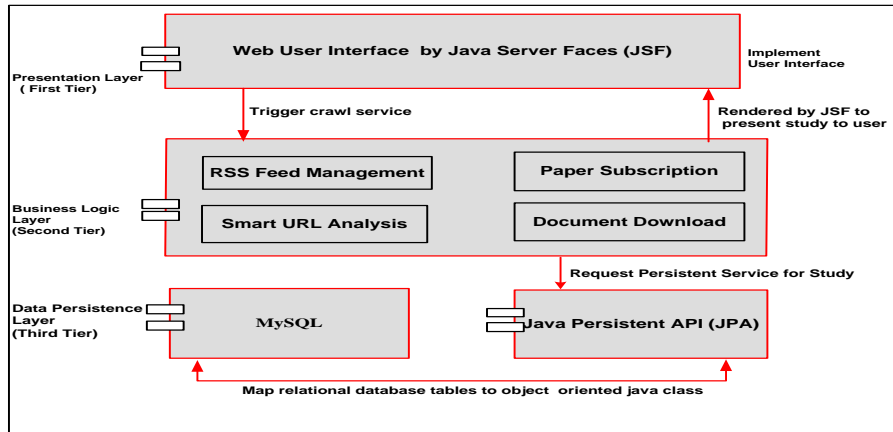 Web User Interface by Java Server Faces (JSF)
Implement
User Interface
Presentation Layer
( First Tier)
Trigger crawl service
Rendered by JSF to
present study to user
RSS Feed Management
Paper Subscription
Smart URL Analysis
Document Download
Business Logic
Layer
(Second Tier)
Request Persistent Service for Study
Data Persistence
Layer
(Third Tier)
MySQL
Java Persistent API (JPA)
Map relational database tables to object oriented java class